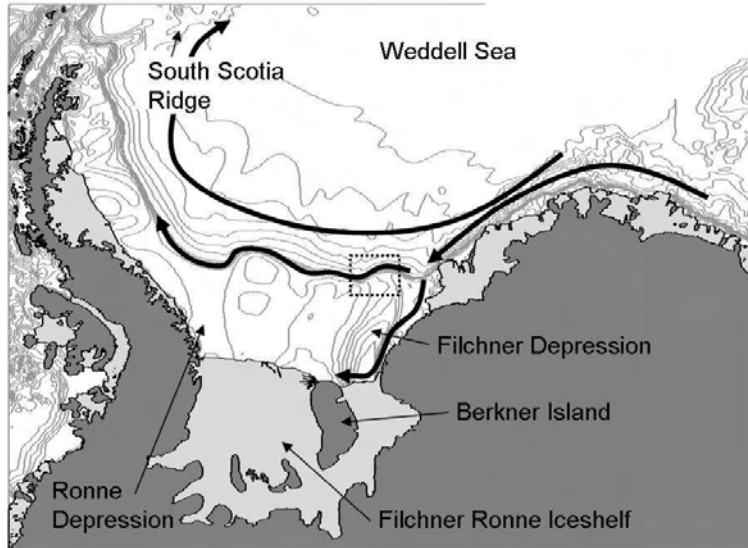 Weddell Sea
South Scotia
Ridge
Filchner Depression
Berkner Island
Ronne
Depression
Filchner Ronne Iceshelf